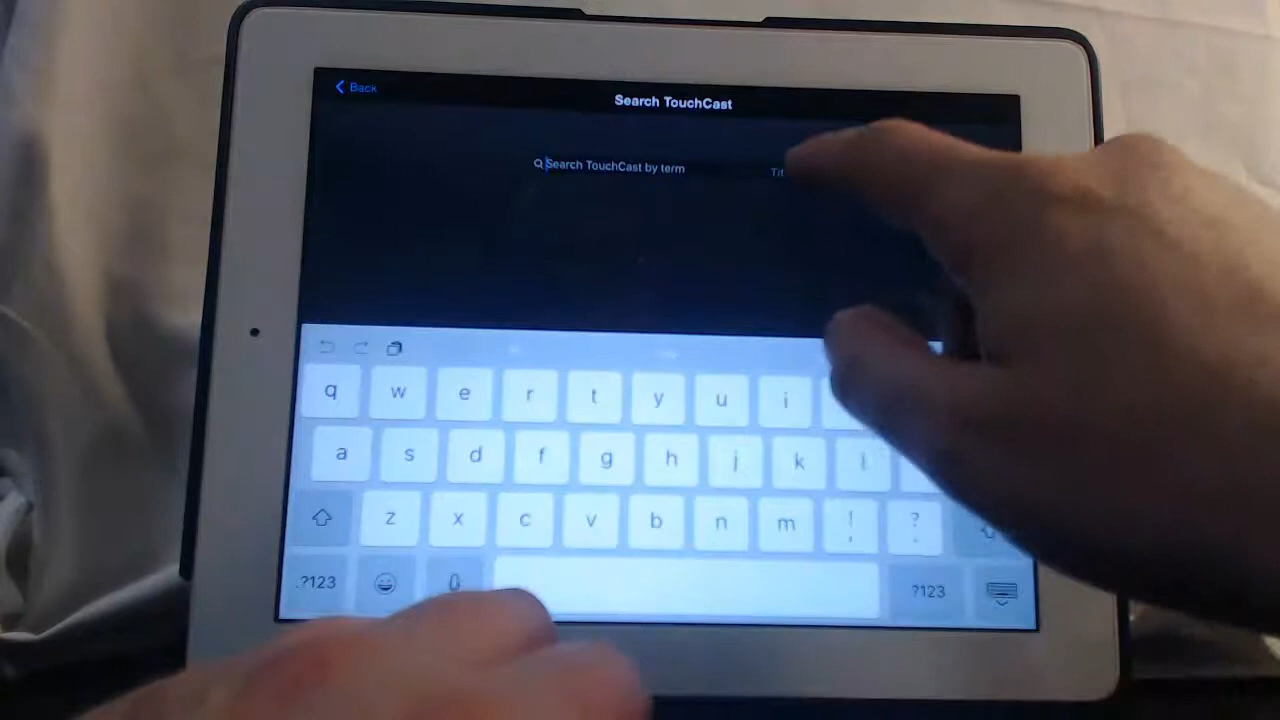 Back
Search TouchCast
Search TouchCast by term
q w e r t y u i
a s d f g h j k l
z x c v b n m ! , ? .
.?123 ?123